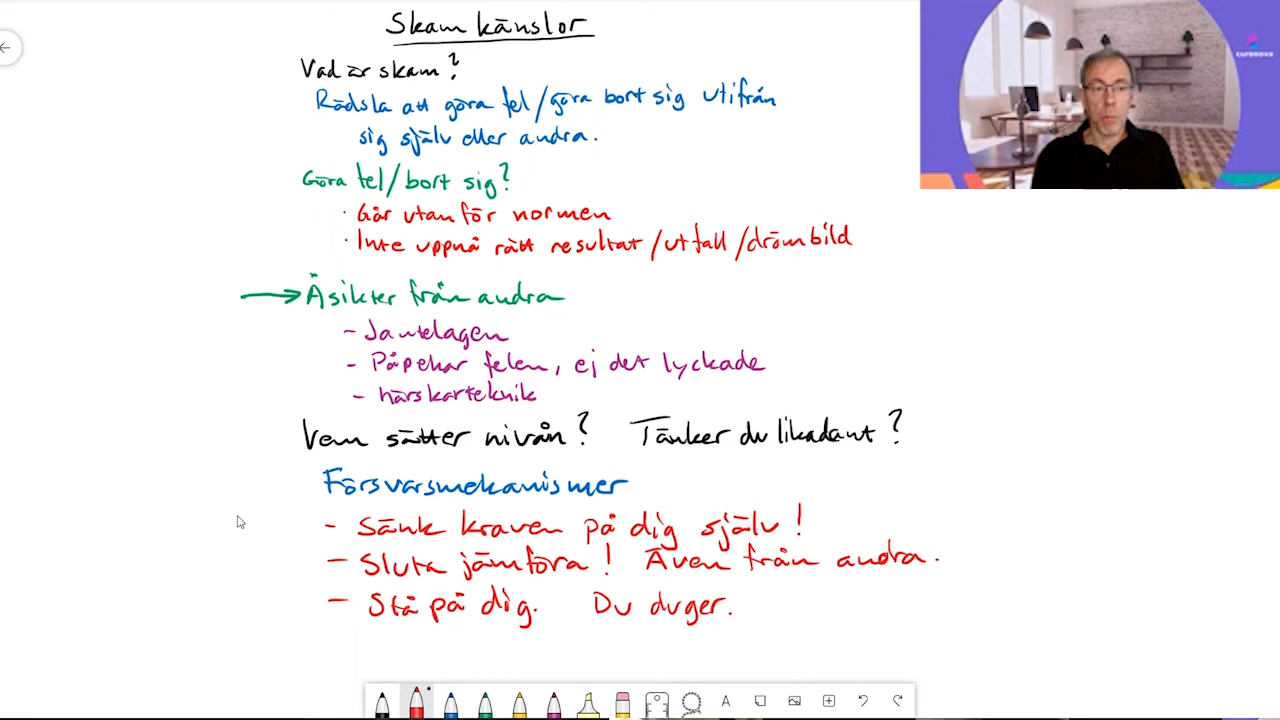 Skamkänslor
Vad är skam?
Rädsla att göra fel/göra bort sig utifrån
sig själv eller andra.
Göra fel/bort sig?
· Går utanför normen
· Inte uppnå rätt resultat/utfall/drömbild
→ Åsikter från andra
- Jantelagen
- Påpekar felen, ej det lyckade
- härskarteknik
Vem sätter nivån? Tänker du likadant?
Försvarsmekanismer
- Sänk kraven på dig själv!
- Sluta jämföra! Även från andra.
- Stå på dig. Du duger.
A